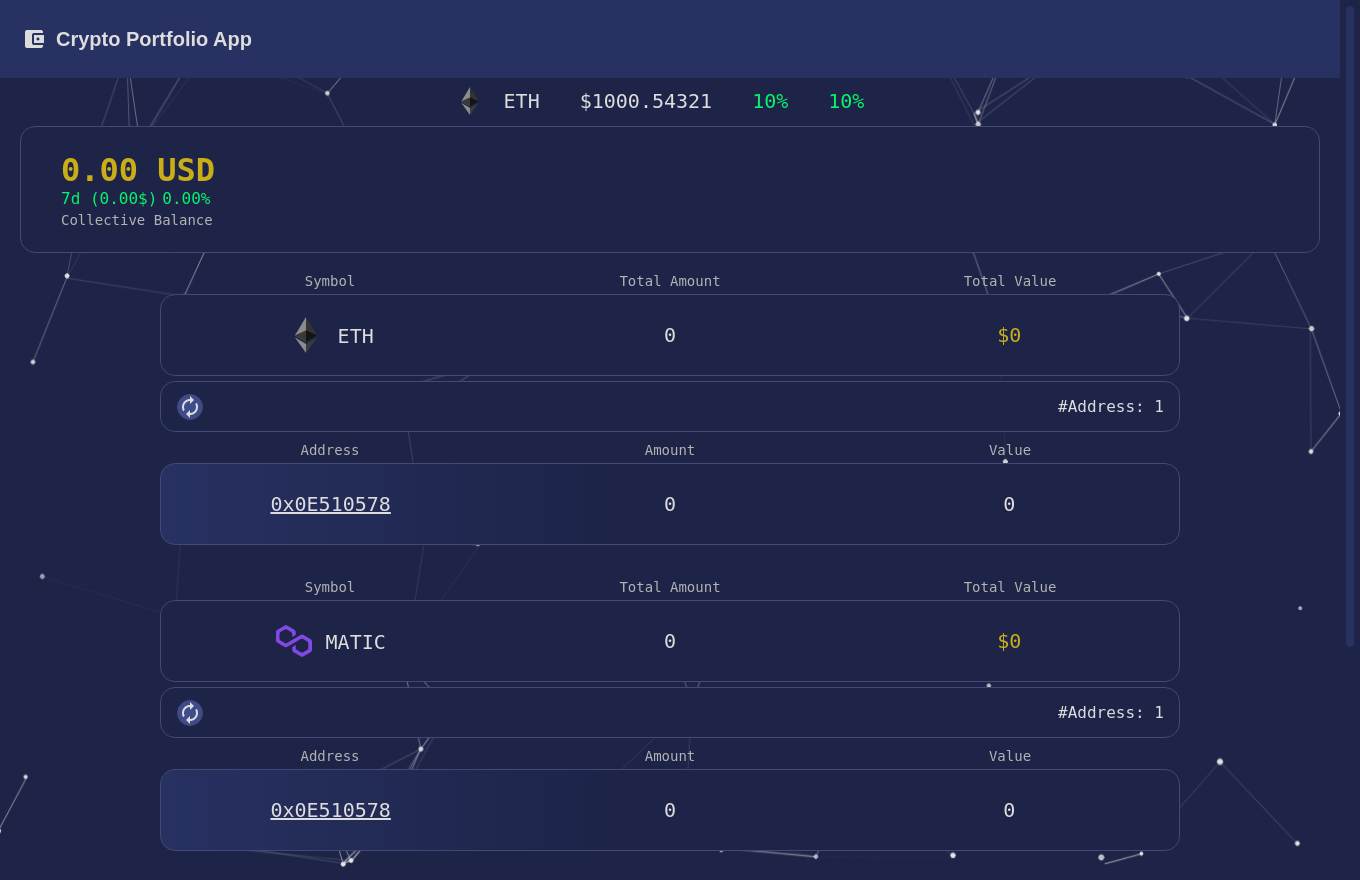 Crypto Portfolio App
ETH $1000.54321 10% 10%
0.00 USD
7d (0.00$) 0.00%
Collective Balance
Symbol Total Amount Total Value
ETH 0 $0
#Address: 1
Address Amount Value
0x0E510578 0 0
Symbol Total Amount Total Value
MATIC 0 $0
#Address: 1
Address Amount Value
0x0E510578 0 0